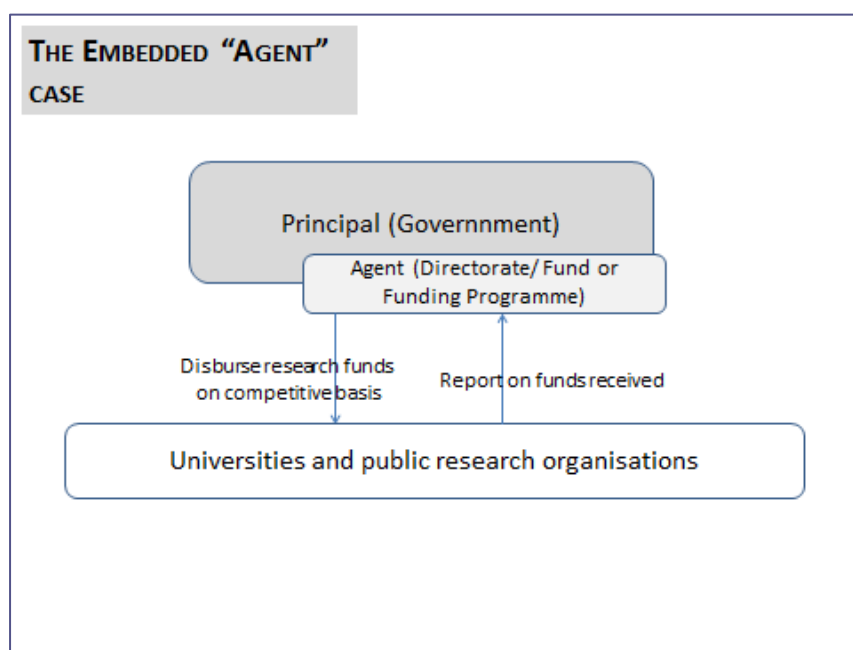 THE EMBEDDED “AGENT”
CASE
Principal (Governnment)
Agent (Directorate/ Fund or
Funding Programme)
Disburse research funds
on competitive basis
Report on funds received
Universities and public research organisations